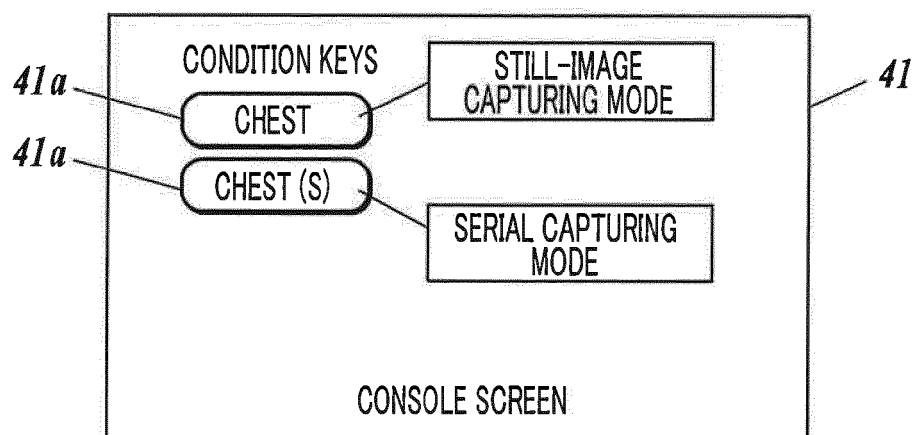 CONDITION KEYS
STILL-IMAGE
CAPTURING MODE
41
41a
CHEST
41a
CHEST (S)
SERIAL CAPTURING
MODE
CONSOLE SCREEN